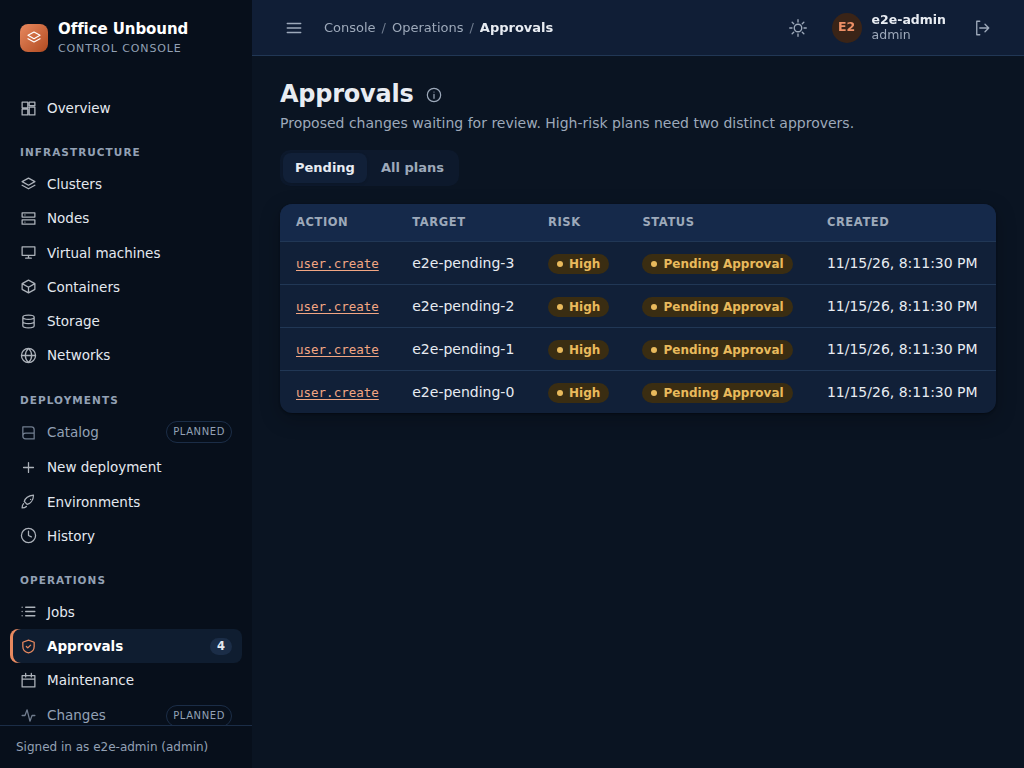 Office Unbound
CONTROL CONSOLE
Overview
INFRASTRUCTURE
Clusters
Nodes
Virtual machines
Containers
Storage
Networks
DEPLOYMENTS
Catalog PLANNED
New deployment
Environments
History
OPERATIONS
Jobs
Approvals 4
Maintenance
Changes PLANNED
Signed in as e2e-admin (admin)
Console / Operations / Approvals
E2 e2e-admin
admin
Approvals
Proposed changes waiting for review. High-risk plans need two distinct approvers.
Pending All plans
ACTION TARGET RISK STATUS CREATED
user.create e2e-pending-3 High Pending Approval 11/15/26, 8:11:30 PM
user.create e2e-pending-2 High Pending Approval 11/15/26, 8:11:30 PM
user.create e2e-pending-1 High Pending Approval 11/15/26, 8:11:30 PM
user.create e2e-pending-0 High Pending Approval 11/15/26, 8:11:30 PM